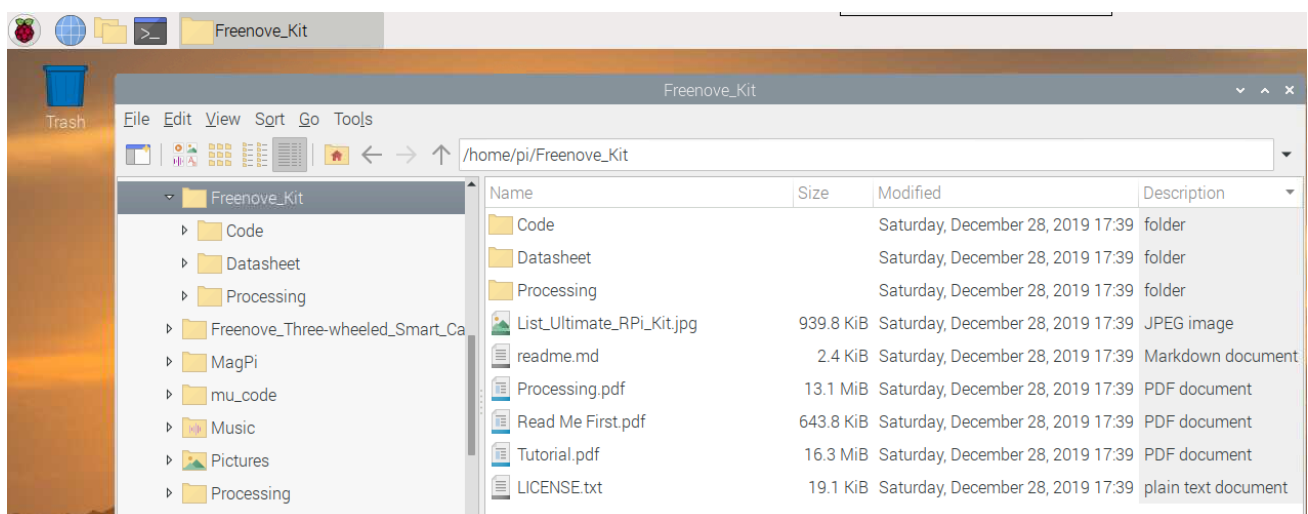 Freenove_Kit
Trash
Freenove_Kit
File Edit View Sort Go Tools
/home/pi/Freenove_Kit
Freenove_Kit
Code
Datasheet
Processing
Freenove_Three-wheeled_Smart_Ca
MagPi
mu_code
Music
Pictures
Processing
Name Size Modified Description
Code Saturday, December 28, 2019 17:39 folder
Datasheet Saturday, December 28, 2019 17:39 folder
Processing Saturday, December 28, 2019 17:39 folder
List_Ultimate_RPi_Kit.jpg 939.8 KiB Saturday, December 28, 2019 17:39 JPEG image
readme.md 2.4 KiB Saturday, December 28, 2019 17:39 Markdown document
Processing.pdf 13.1 MiB Saturday, December 28, 2019 17:39 PDF document
Read Me First.pdf 643.8 KiB Saturday, December 28, 2019 17:39 PDF document
Tutorial.pdf 16.3 MiB Saturday, December 28, 2019 17:39 PDF document
LICENSE.txt 19.1 KiB Saturday, December 28, 2019 17:39 plain text document